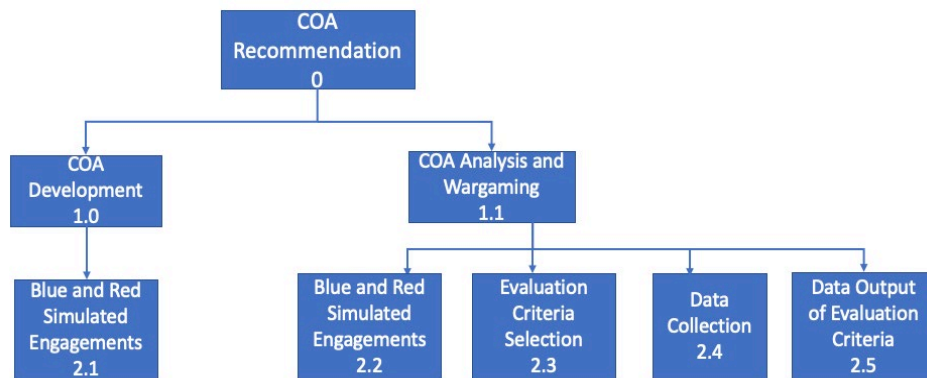 COA
Recommendation
0
COA
Development
1.0
COA Analysis and
Wargaming
1.1
Blue and Red
Simulated
Engagements
2.1
Blue and Red
Simulated
Engagements
2.2
Evaluation
Criteria
Selection
2.3
Data
Collection
2.4
Data Output
of Evaluation
Criteria
2.5